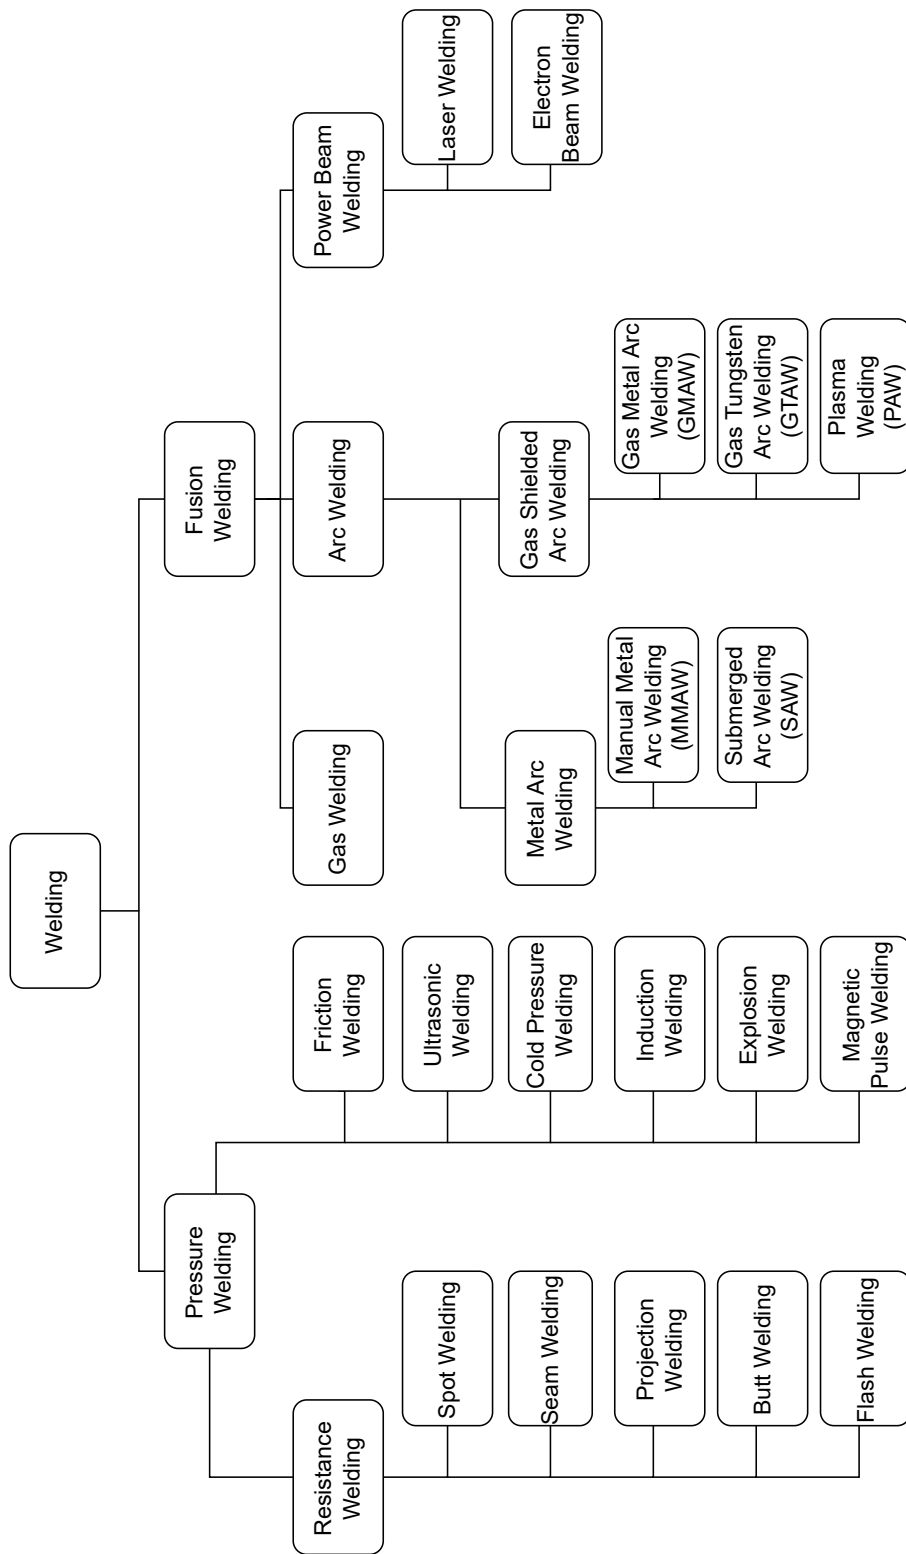 Welding
Pressure
Welding
Fusion
Welding
Resistance
Welding
Friction
Welding
Gas Welding
Arc Welding
Power Beam
Welding
Spot Welding
Ultrasonic
Welding
Laser Welding
Seam Welding
Cold Pressure
Welding
Metal Arc
Welding
Gas Shielded
Arc Welding
Electron
Beam Welding
Projection
Welding
Induction
Welding
Manual Metal
Arc Welding
(MMAW)
Gas Metal Arc
Welding
(GMAW)
Butt Welding
Explosion
Welding
Submerged
Arc Welding
(SAW)
Gas Tungsten
Arc Welding
(GTAW)
Flash Welding
Magnetic
Pulse Welding
Plasma
Welding
(PAW)